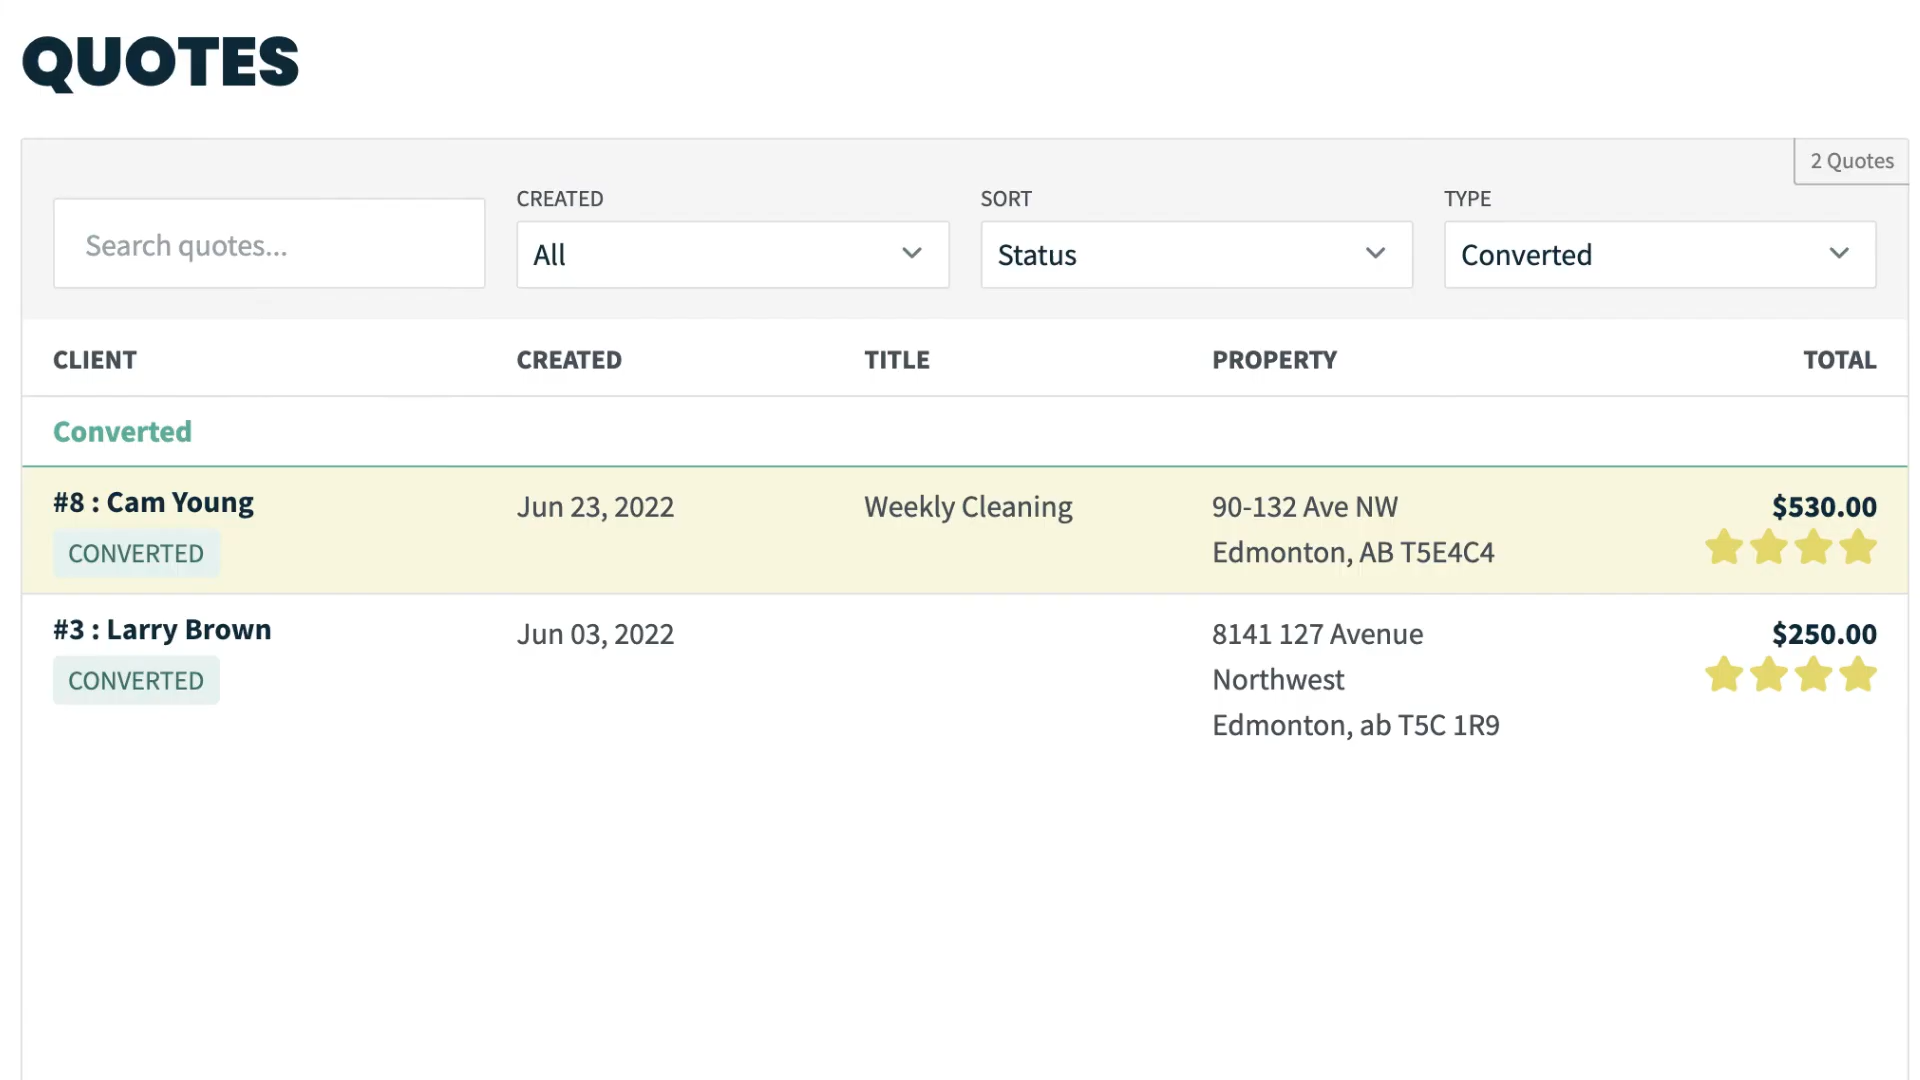 QUOTES
2 Quotes
CREATED SORT TYPE
Search quotes... All Status Converted
CLIENT CREATED TITLE PROPERTY TOTAL
Converted
#8 : Cam Young Jun 23, 2022 Weekly Cleaning 90-132 Ave NW $530.00
CONVERTED Edmonton, AB T5E4C4
#3 : Larry Brown Jun 03, 2022 8141 127 Avenue $250.00
CONVERTED Northwest
Edmonton, ab T5C 1R9